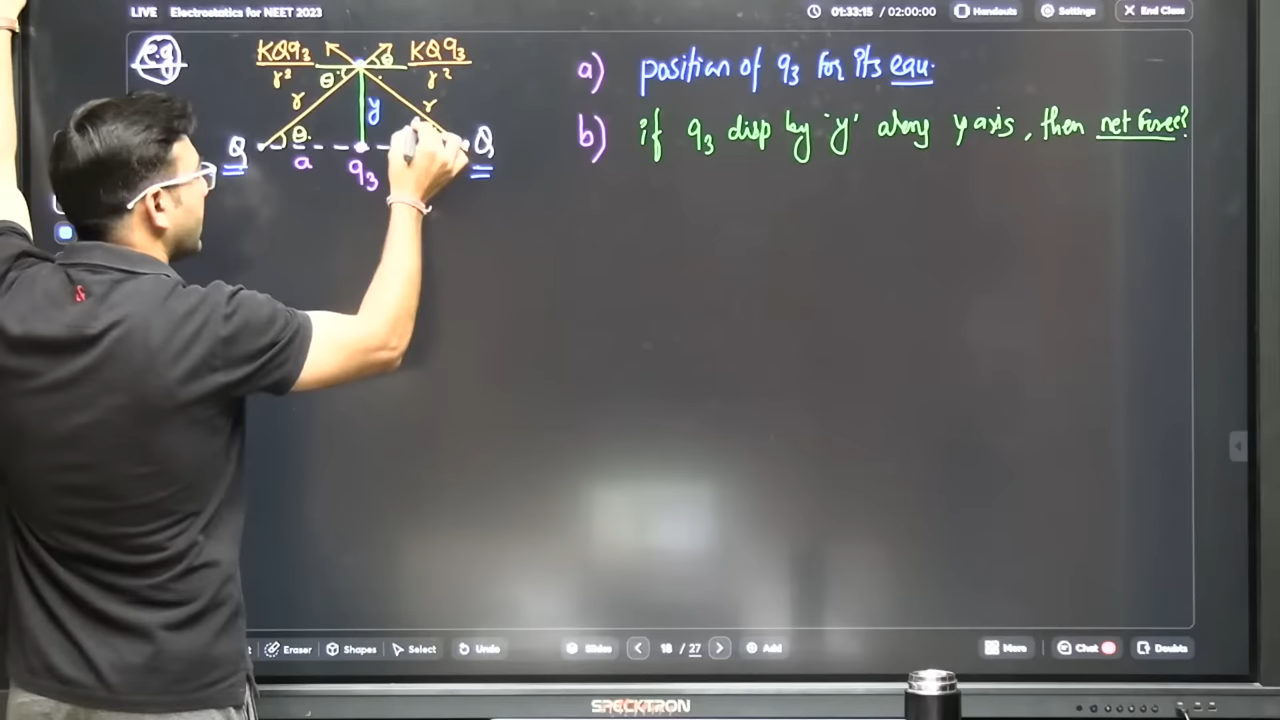 LIVE Electrostatics for NEET 2023
01:33:15 / 02:00:00 Handouts Settings End Class
e.g
KQq3 / r² θ θ KQq3 / r²
r y r
Q θ a q3 Q
a) position of q3 for its equ.
b) if q3 disp by 'y' along y axis, then net Force?
Eraser Shapes Select Undo Slides 18 / 27 Add More Chat Doubts
SPECKTRON